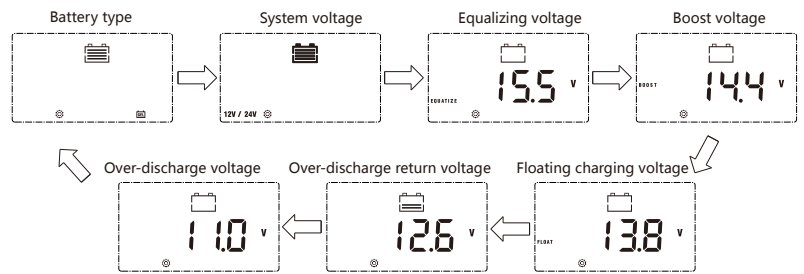 Battery type
System voltage
Equalizing voltage
Boost voltage
12V / 24V
EQUATIZE
15.5 V
BOOST
14.4 V
Over-discharge voltage
Over-discharge return voltage
Floating charging voltage
11.0 V
12.6 V
FLOAT
13.8 V